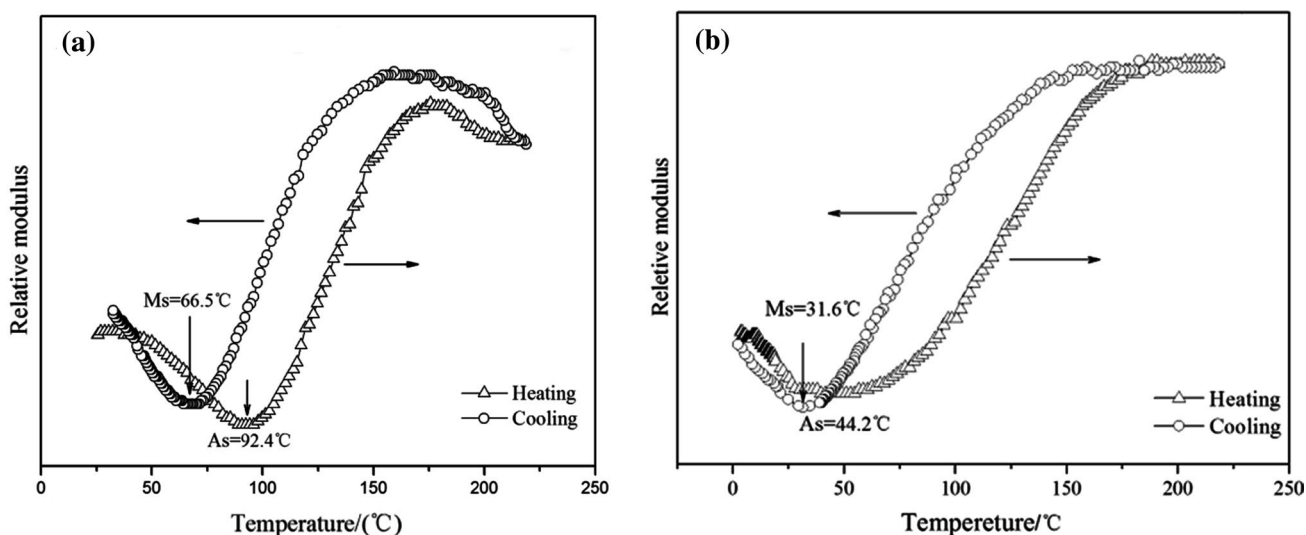 (a)
Relative modulus
Ms=66.5℃
As=92.4℃
Heating
Cooling
0
50
100
150
200
250
Temperature/(℃)
(b)
Reletive modulus
Ms=31.6℃
As=44.2℃
Heating
Cooling
0
50
100
150
200
250
Tempereture/℃